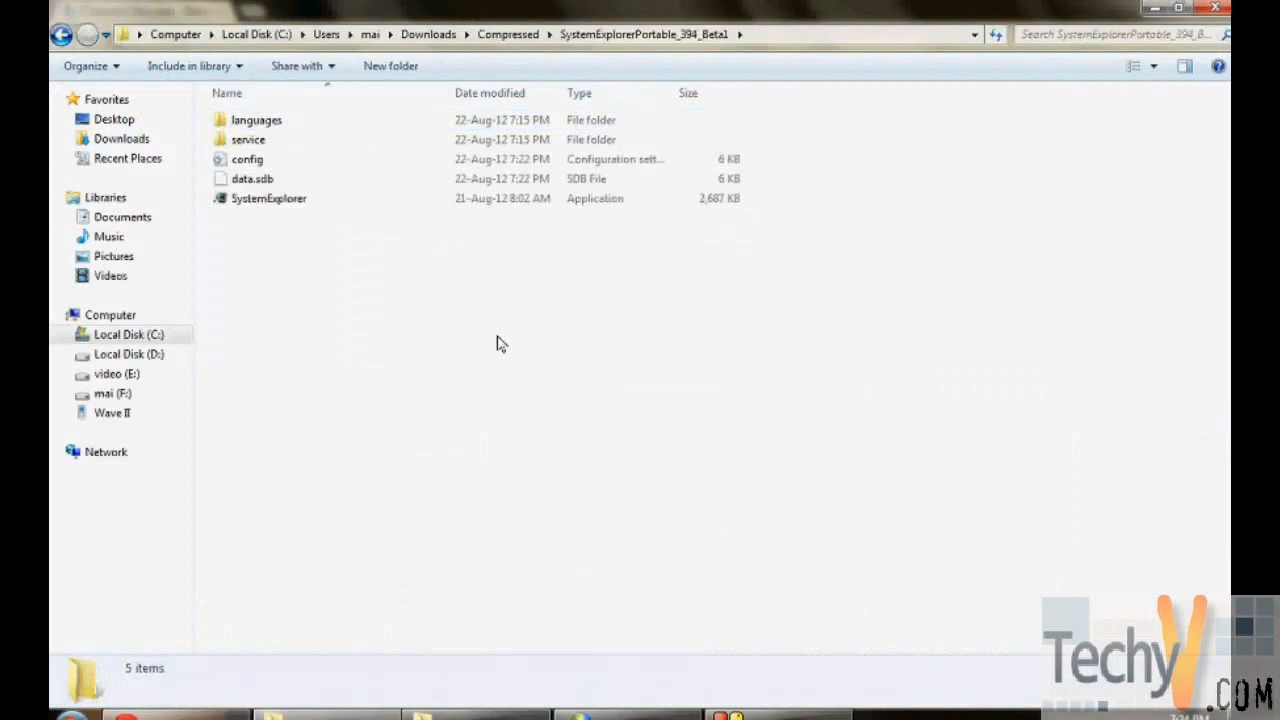 Computer Local Disk (C:) Users mai Downloads Compressed SystemExplorerPortable_394_Beta1 Search SystemExplorerPortable_394_B...
Organize Include in library Share with New folder
Name Date modified Type Size
Favorites
Desktop
Downloads
Recent Places
Libraries
Documents
Music
Pictures
Videos
Computer
Local Disk (C:)
Local Disk (D:)
video (E:)
mai (F:)
Wave II
Network
languages 22-Aug-12 7:15 PM File folder
service 22-Aug-12 7:15 PM File folder
config 22-Aug-12 7:22 PM Configuration sett... 6 KB
data.sdb 22-Aug-12 7:22 PM SDB File 6 KB
SystemExplorer 21-Aug-12 8:02 AM Application 2,687 KB
5 items
TechyV
.COM